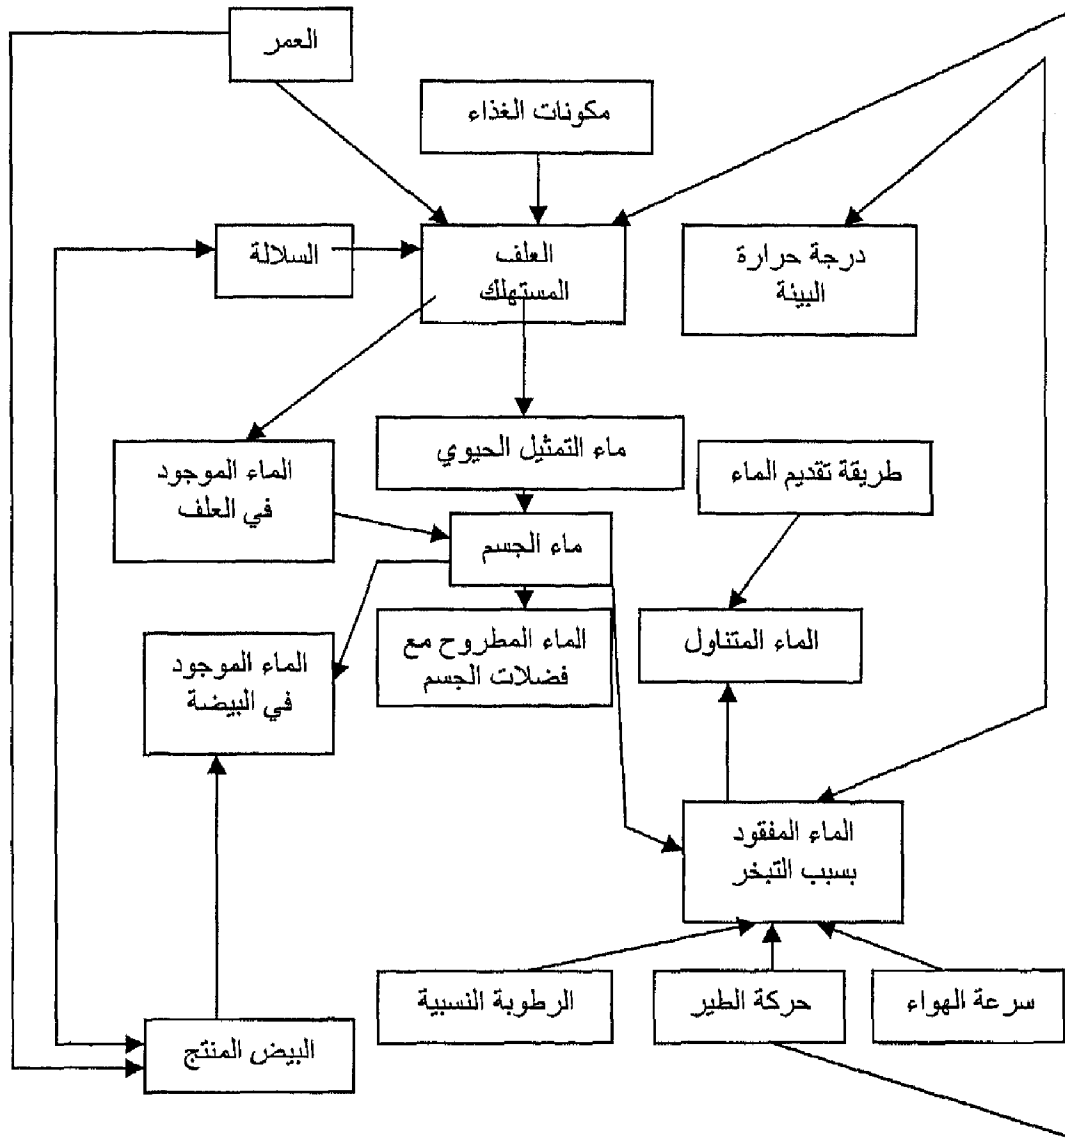 العمر
مكونات الغذاء
السلالة
العلف
المستهلك
درجة حرارة
البيئة
ماء التمثيل الحيوي
طريقة تقديم الماء
الماء الموجود
في العلف
ماء الجسم
الماء المطروح مع
فضلات الجسم
الماء المتناول
الماء الموجود
في البيضة
الماء المفقود
بسبب التبخر
سرعة الهواء
حركة الطير
الرطوبة النسبية
البيض المنتج